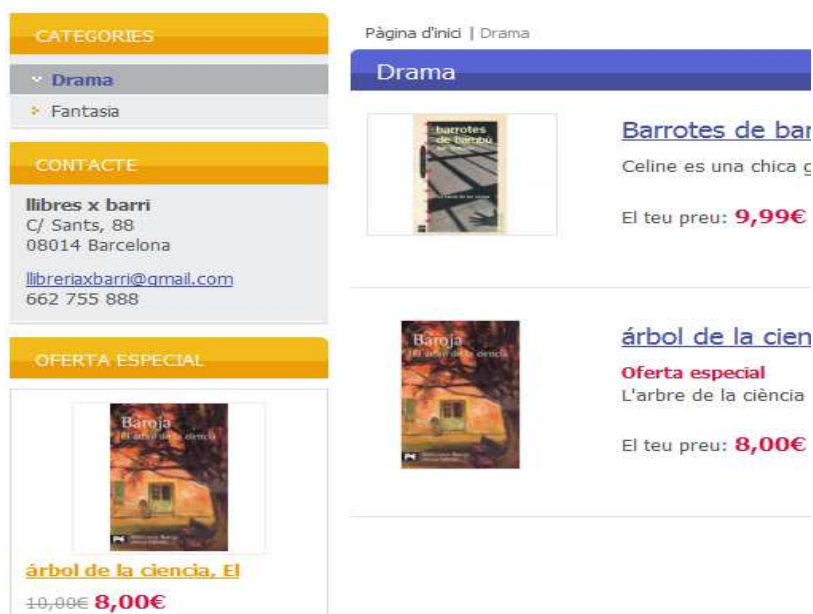 CATEGORIES
Drama
Fantasia
CONTACTE
llibres x barri
C/ Sants, 88
08014 Barcelona
llibreriaxbarri@gmail.com
662 755 888
OFERTA ESPECIAL
Baroja
El árbol de la ciencia
árbol de la ciencia, El
10,00€ 8,00€
Pàgina d'inici | Drama
Drama
barrotes
de bambú
Barrotes de bar
Celine es una chica g
El teu preu: 9,99€
Baroja
El árbol de la ciencia
árbol de la cien
Oferta especial
L'arbre de la ciència
El teu preu: 8,00€